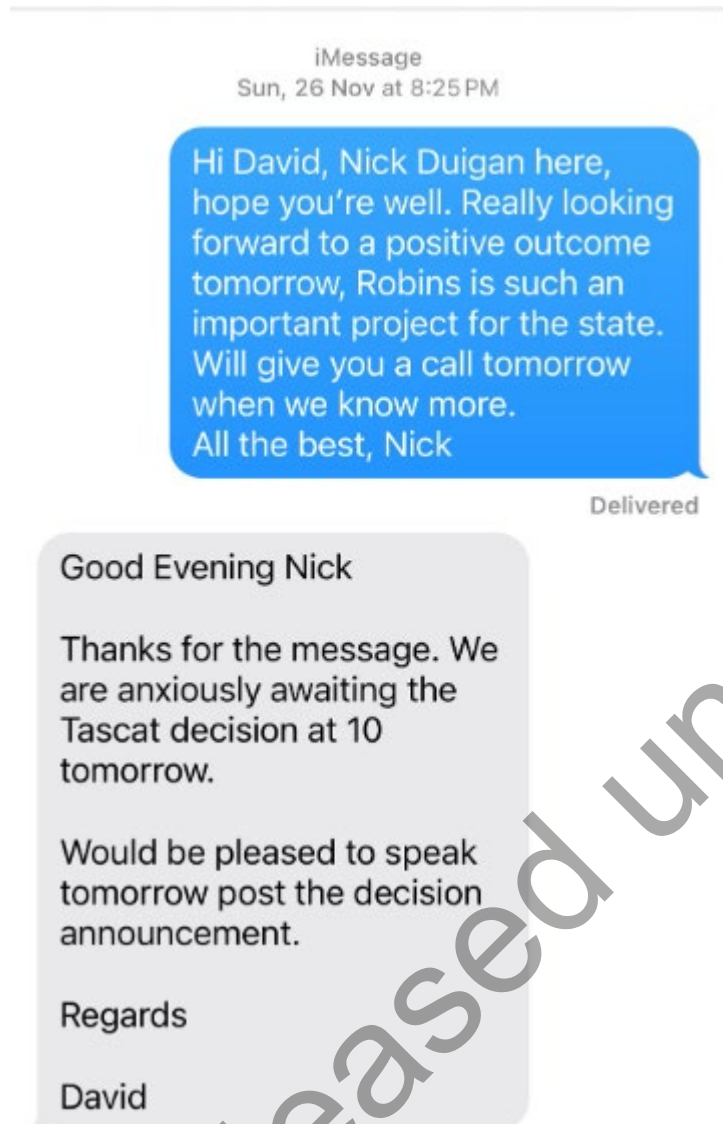 iMessage
Sun, 26 Nov at 8:25 PM
Hi David, Nick Duigan here,
hope you're well. Really looking
forward to a positive outcome
tomorrow, Robins is such an
important project for the state.
Will give you a call tomorrow
when we know more.
All the best, Nick
Delivered
Good Evening Nick
Thanks for the message. We
are anxiously awaiting the
Tascat decision at 10
tomorrow.
Would be pleased to speak
tomorrow post the decision
announcement.
Regards
David